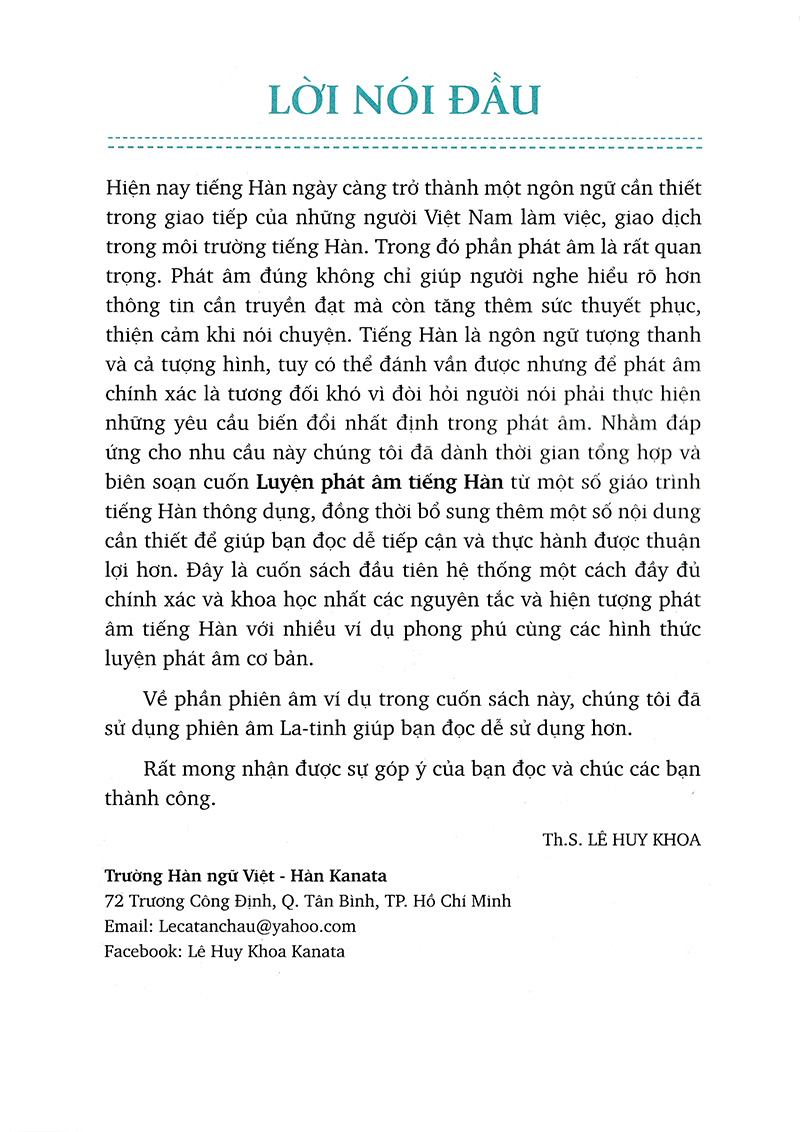 LỜI NÓI ĐẦU
Hiện nay tiếng Hàn ngày càng trở thành một ngôn ngữ cần thiết
trong giao tiếp của những người Việt Nam làm việc, giao dịch
trong môi trường tiếng Hàn. Trong đó phần phát âm là rất quan
trọng. Phát âm đúng không chỉ giúp người nghe hiểu rõ hơn
thông tin cần truyền đạt mà còn tăng thêm sức thuyết phục,
thiện cảm khi nói chuyện. Tiếng Hàn là ngôn ngữ tượng thanh
và cả tượng hình, tuy có thể đánh vần được nhưng để phát âm
chính xác là tương đối khó vì đòi hỏi người nói phải thực hiện
những yêu cầu biến đổi nhất định trong phát âm. Nhằm đáp
ứng cho nhu cầu này chúng tôi đã dành thời gian tổng hợp và
biên soạn cuốn Luyện phát âm tiếng Hàn từ một số giáo trình
tiếng Hàn thông dụng, đồng thời bổ sung thêm một số nội dung
cần thiết để giúp bạn đọc dễ tiếp cận và thực hành được thuận
lợi hơn. Đây là cuốn sách đầu tiên hệ thống một cách đầy đủ
chính xác và khoa học nhất các nguyên tắc và hiện tượng phát
âm tiếng Hàn với nhiều ví dụ phong phú cùng các hình thức
luyện phát âm cơ bản.
Về phần phiên âm ví dụ trong cuốn sách này, chúng tôi đã
sử dụng phiên âm La-tinh giúp bạn đọc dễ sử dụng hơn.
Rất mong nhận được sự góp ý của bạn đọc và chúc các bạn
thành công.
Th.S. LÊ HUY KHOA
Trường Hàn ngữ Việt - Hàn Kanata
72 Trương Công Định, Q. Tân Bình, TP. Hồ Chí Minh
Email: Lecatanchau@yahoo.com
Facebook: Lê Huy Khoa Kanata